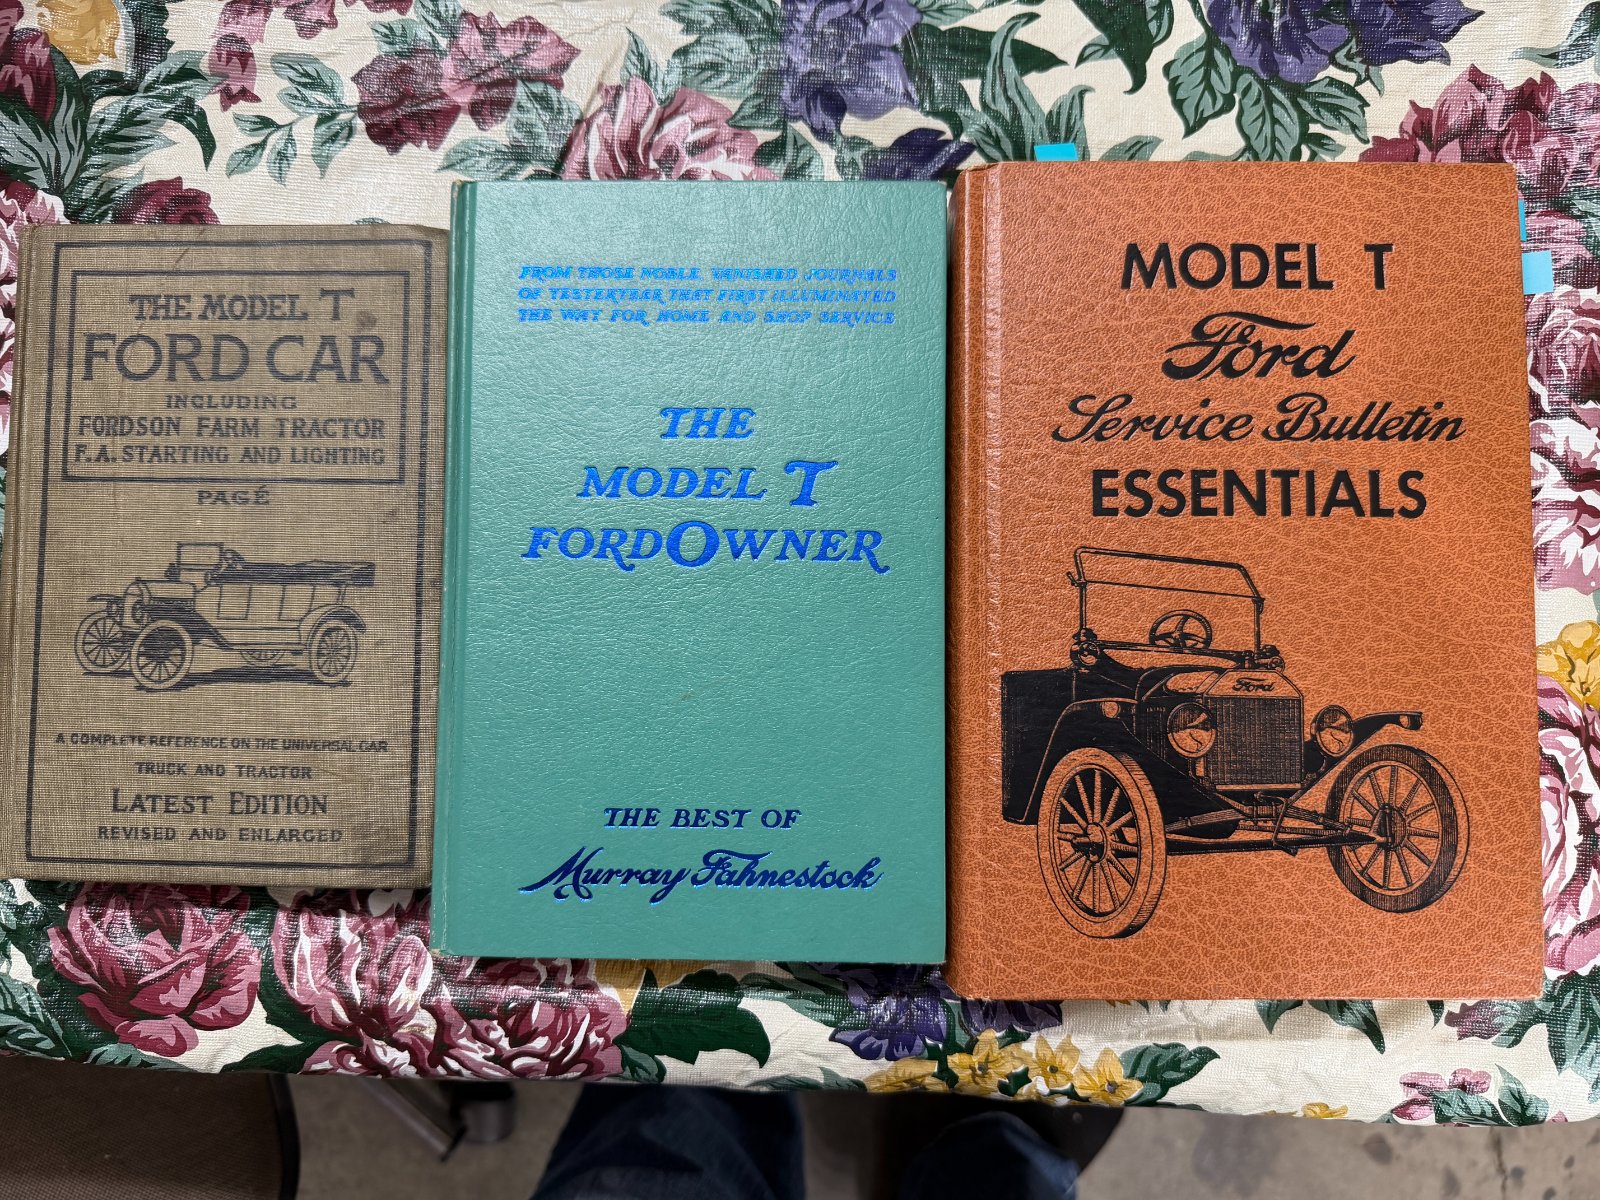 THE MODEL T
FORD CAR
INCLUDING
FORDSON FARM TRACTOR
F.A. STARTING AND LIGHTING
PAGÉ
A COMPLETE REFERENCE ON THE UNIVERSAL CAR
TRUCK AND TRACTOR
LATEST EDITION
REVISED AND ENLARGED
FROM THOSE NOBLE, VANISHED JOURNALS
OF YESTERYEAR THAT FIRST ILLUMINATED
THE WAY FOR HOME AND SHOP SERVICE
THE
MODEL T
FORDOWNER
THE BEST OF
Murray Fahnestock
MODEL T
Ford
Service Bulletin
ESSENTIALS
Ford